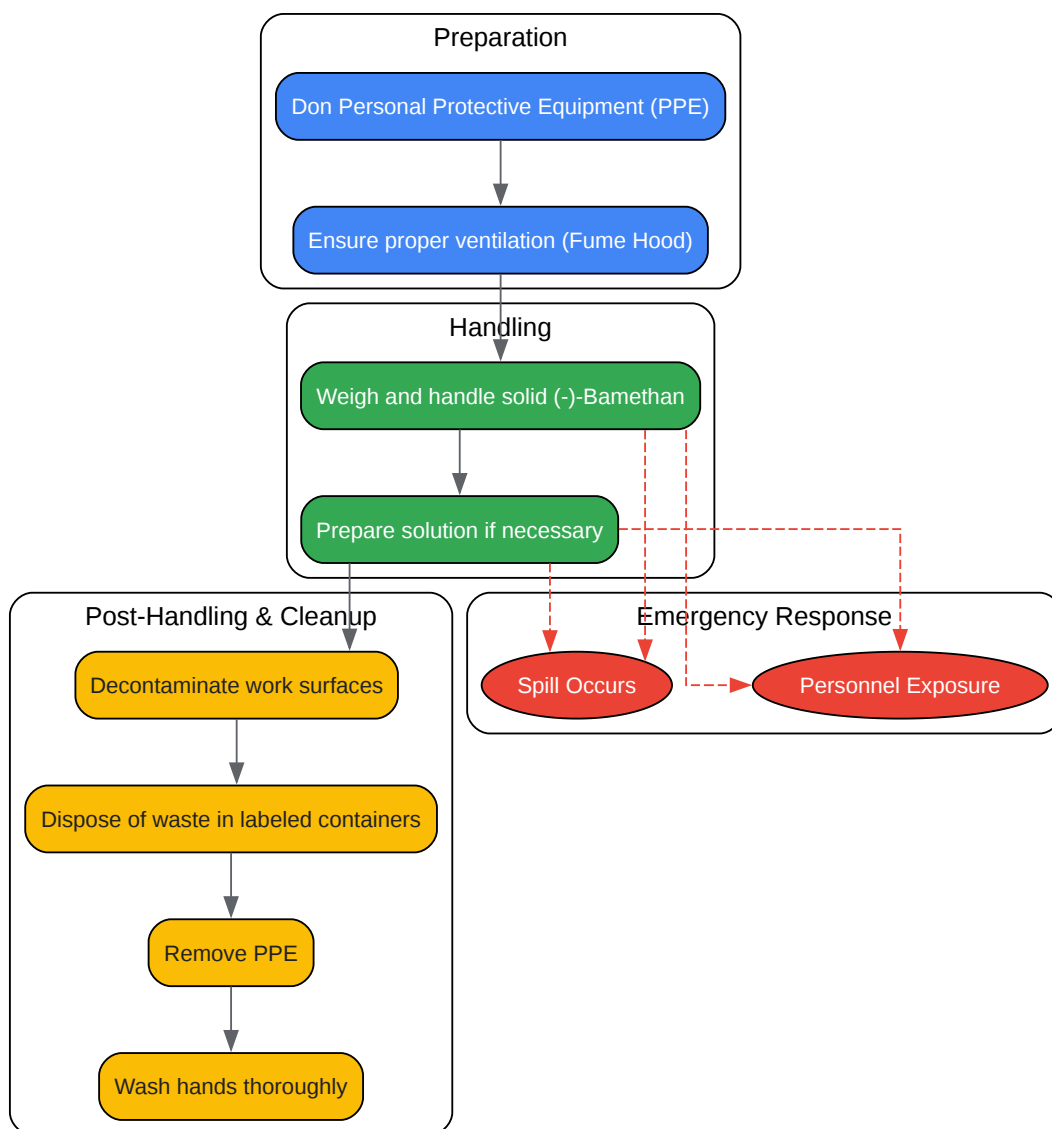 Preparation
Don Personal Protective Equipment (PPE)
Ensure proper ventilation (Fume Hood)
Handling
Weigh and handle solid (-)-Bamethan
Prepare solution if necessary
Post-Handling & Cleanup
Decontaminate work surfaces
Dispose of waste in labeled containers
Remove PPE
Wash hands thoroughly
Emergency Response
Spill Occurs
Personnel Exposure